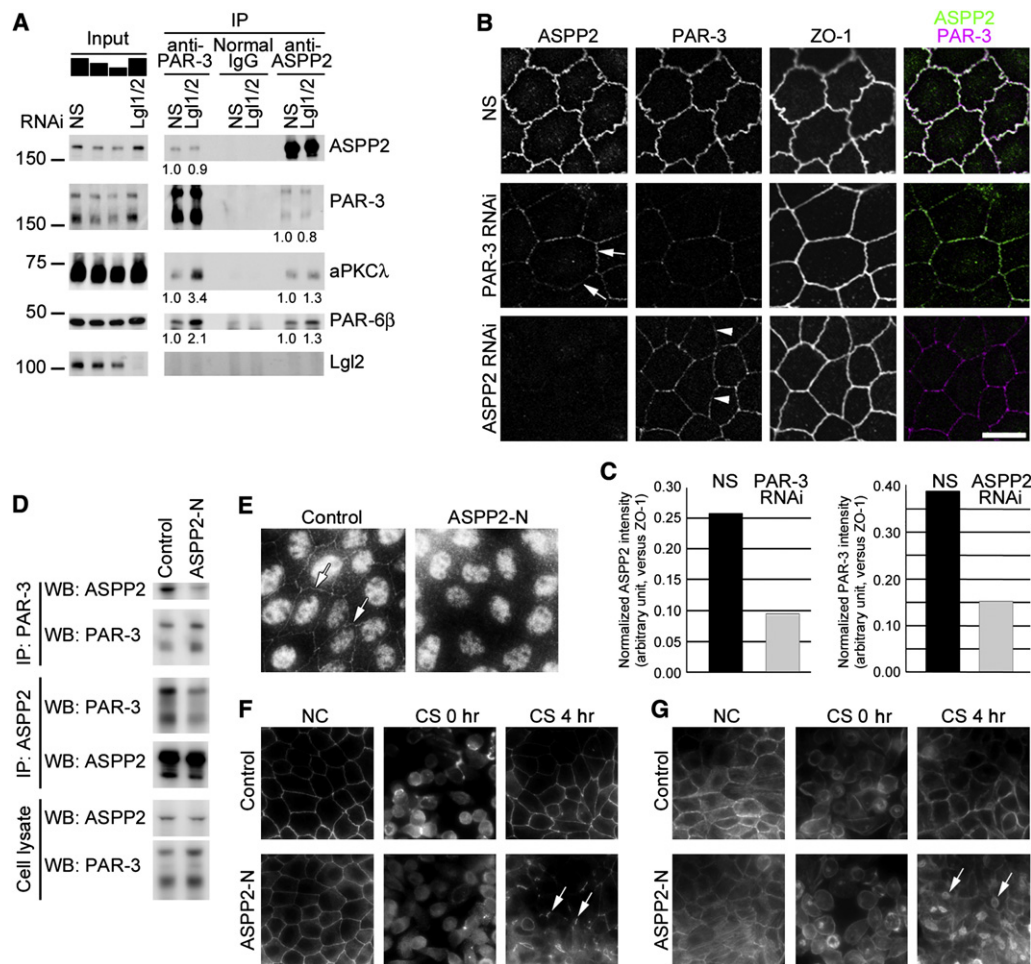 A
IP
Input
anti-PAR-3
Normal IgG
anti-ASPP2
RNAi
NS
Lgl1/2
NS
Lgl1/2
NS
Lgl1/2
NS
Lgl1/2
150
ASPP2
1.0 0.9
150
PAR-3
1.0 0.8
75
aPKCλ
1.0 3.4
1.0 1.3
50
PAR-6β
1.0 2.1
1.0 1.3
100
Lgl2
B
ASPP2
PAR-3
ZO-1
ASPP2
PAR-3
NS
PAR-3 RNAi
ASPP2 RNAi
C
Normalized ASPP2 intensity
(arbitrary unit, versus ZO-1)
NS
PAR-3
RNAi
0.30
0.25
0.20
0.15
0.10
0.05
0.00
Normalized PAR-3 intensity
(arbitrary unit, versus ZO-1)
NS
ASPP2
RNAi
0.40
0.30
0.20
0.10
0.00
D
Control
ASPP2-N
IP: PAR-3
WB: ASPP2
WB: PAR-3
IP: ASPP2
WB: PAR-3
WB: ASPP2
Cell lysate
WB: ASPP2
WB: PAR-3
E
Control
ASPP2-N
F
NC
CS 0 hr
CS 4 hr
Control
ASPP2-N
G
NC
CS 0 hr
CS 4 hr
Control
ASPP2-N